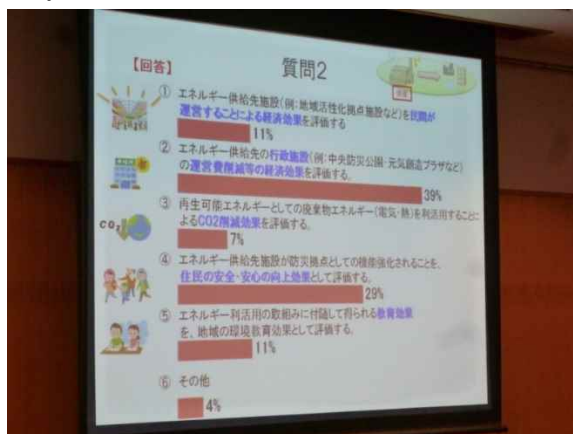 【回答】
質問2
① エネルギー供給先施設(例:地域活性化拠点施設など)を民間が
運営することによる経済効果を評価する
11%
② エネルギー供給先の行政施設(例:中央防災公園・元気創造プラザなど)
の運営費削減等の経済効果を評価する。
39%
③ 再生可能エネルギーとしての廃棄物エネルギー(電気・熱)を利活用することに
よるCO2削減効果を評価する。
7%
CO2
④ エネルギー供給先施設が防災拠点としての機能強化されることを、
住民の安全・安心の向上効果として評価する。
29%
⑤ エネルギー利活用の取組みに付随して得られる教育効果
を、地域の環境教育効果として評価する。
11%
⑥ その他
4%